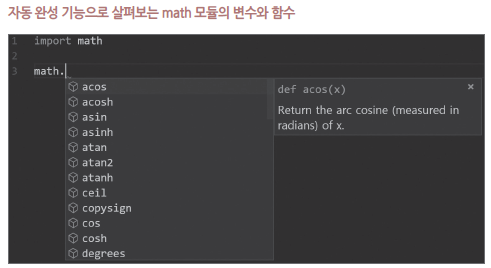 자동 완성 기능으로 살펴보는 math 모듈의 변수와 함수
1 import math
2
3 math.
acos
acosh
asin
asinh
atan
atan2
atanh
ceil
copysign
cos
cosh
degrees
def acos(x) ×
Return the arc cosine (measured in
radians) of x.